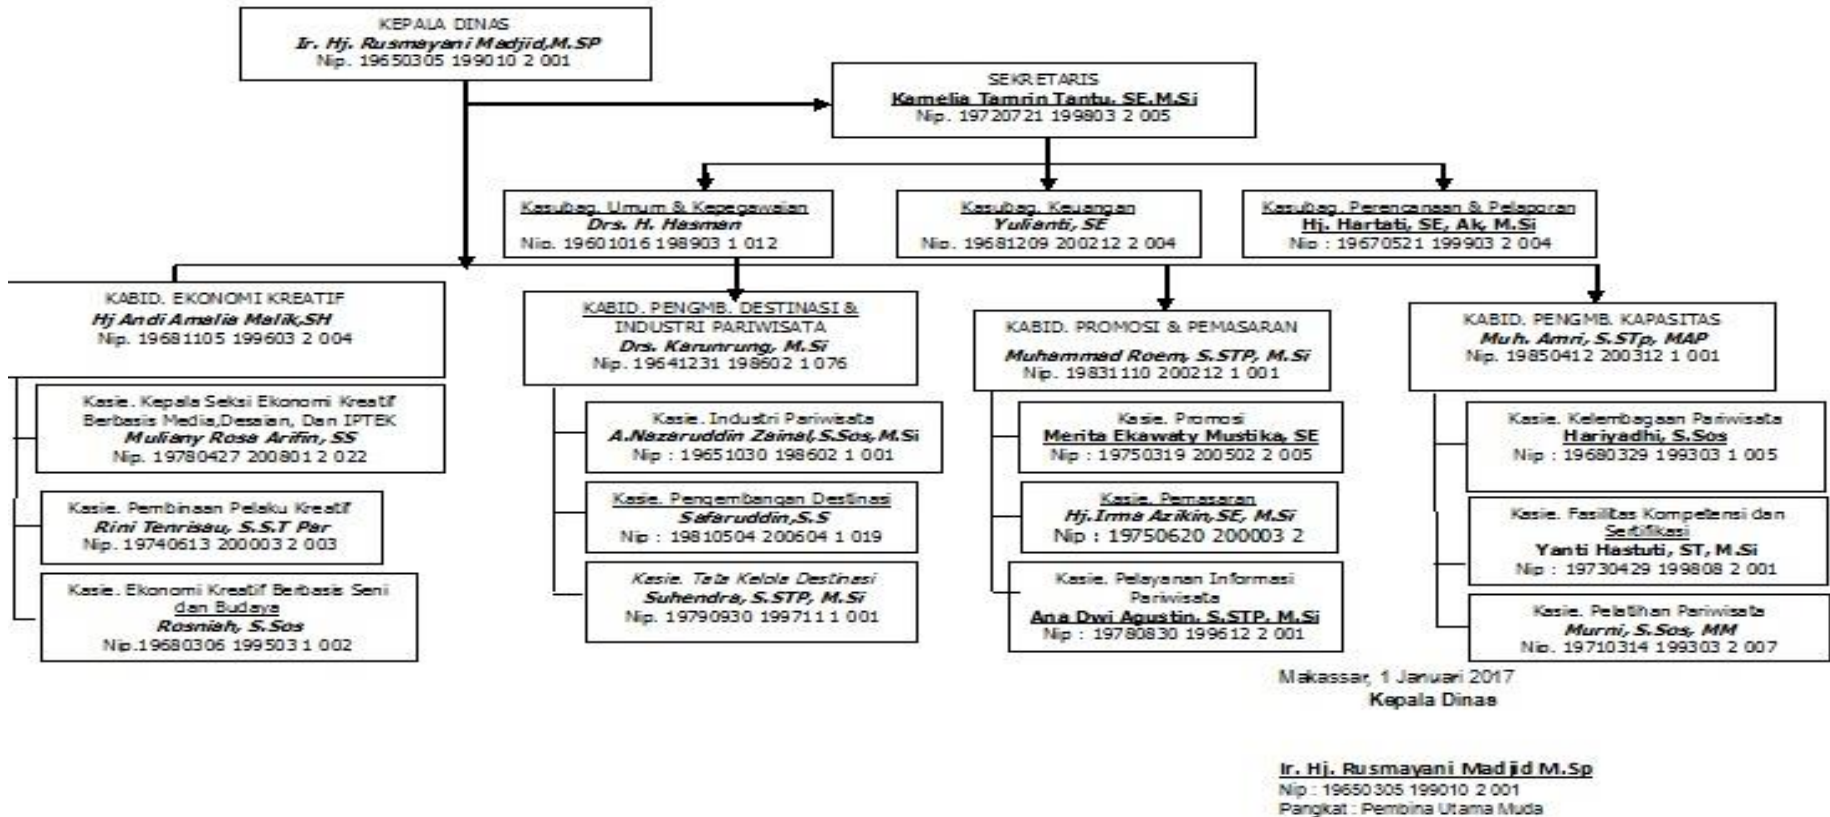 KEPALA DINAS
Ir. Hj. Rusmayani Madjid,M.SP
Nip. 19650305 199010 2 001
SEKRETARIS
Kamelia Tamrin Tantu, SE,M.Si
Nip. 19720721 199803 2 005
Kasubag. Umum & Kepegawaian
Drs. H. Hasman
Nip. 19601016 198903 1 012
Kasubag. Keuangan
Yulianti, SE
Nip. 19681209 200212 2 004
Kasubag. Perencanaan & Pelaporan
Hj. Hartati, SE, Ak, M.Si
Nip : 19670521 199903 2 004
KABID. EKONOMI KREATIF
Hj Andi Amalia Malik,SH
Nip. 19681105 199603 2 004
KABID. PENGMB. DESTINASI &
INDUSTRI PARIWISATA
Drs. Karunrung, M.Si
Nip. 19641231 198602 1 076
KABID. PROMOSI & PEMASARAN
Muhammad Roem, S.STP, M.Si
Nip. 19831110 200212 1 001
KABID. PENGMB. KAPASITAS
Muh. Amri, S.STp, MAP
Nip. 19850412 200312 1 001
Kasie. Kepala Seksi Ekonomi Kreatif
Berbasis Media,Desaian, Dan IPTEK
Muliany Rosa Arifin, SS
Nip. 19780427 200801 2 022
Kasie. Pembinaan Pelaku Kreatif
Rini Tenrisau, S.S.T Par
Nip. 19740613 200003 2 003
Kasie. Ekonomi Kreatif Berbasis Seni
dan Budaya
Rosniah, S.Sos
Nip.19680306 199503 1 002
Kasie. Industri Pariwisata
A.Nazaruddin Zainal,S.Sos,M.Si
Nip : 19651030 198602 1 001
Kasie. Pengembangan Destinasi
Safaruddin,S.S
Nip : 19810504 200604 1 019
Kasie. Tata Kelola Destinasi
Suhendra, S.STP, M.Si
Nip. 19790930 199711 1 001
Kasie. Promosi
Merita Ekawaty Mustika, SE
Nip : 19750319 200502 2 005
Kasie. Pemasaran
Hj.Irma Azikin,SE, M.Si
Nip : 19750620 200003 2
Kasie. Pelayanan Informasi
Pariwisata
Ana Dwi Agustin, S.STP, M.Si
Nip : 19780830 199612 2 001
Kasie. Kelembagaan Pariwisata
Hariyadhi, S.Sos
Nip : 19680329 199303 1 005
Kasie. Fasilitas Kompetensi dan
Sertifikasi
Yanti Hastuti, ST, M.Si
Nip : 19730429 199808 2 001
Kasie. Pelatihan Pariwisata
Murni, S.Sos, MM
Nip. 19710314 199303 2 007
Makassar, 1 Januari 2017
Kepala Dinas
Ir. Hj. Rusmayani Madjid M.Sp
Nip : 19650305 199010 2 001
Pangkat : Pembina Utama Muda